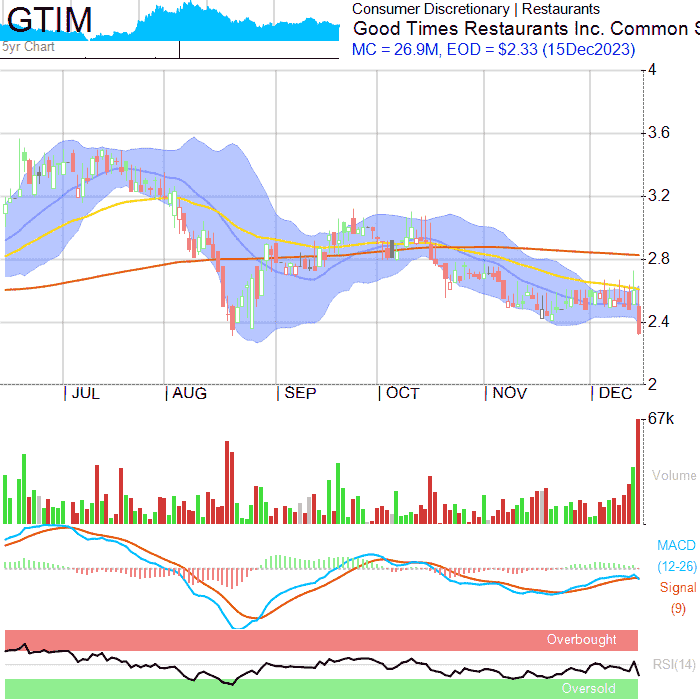 GTIM
5yr Chart
Consumer Discretionary | Restaurants
Good Times Restaurants Inc. Common S
MC = 26.9M, EOD = $2.33 (15Dec2023)
4
3.6
3.2
2.8
2.4
2
JUL AUG SEP OCT NOV DEC
67k
Volume
MACD
(12-26)
Signal
(9)
Overbought
RSI(14)
Oversold